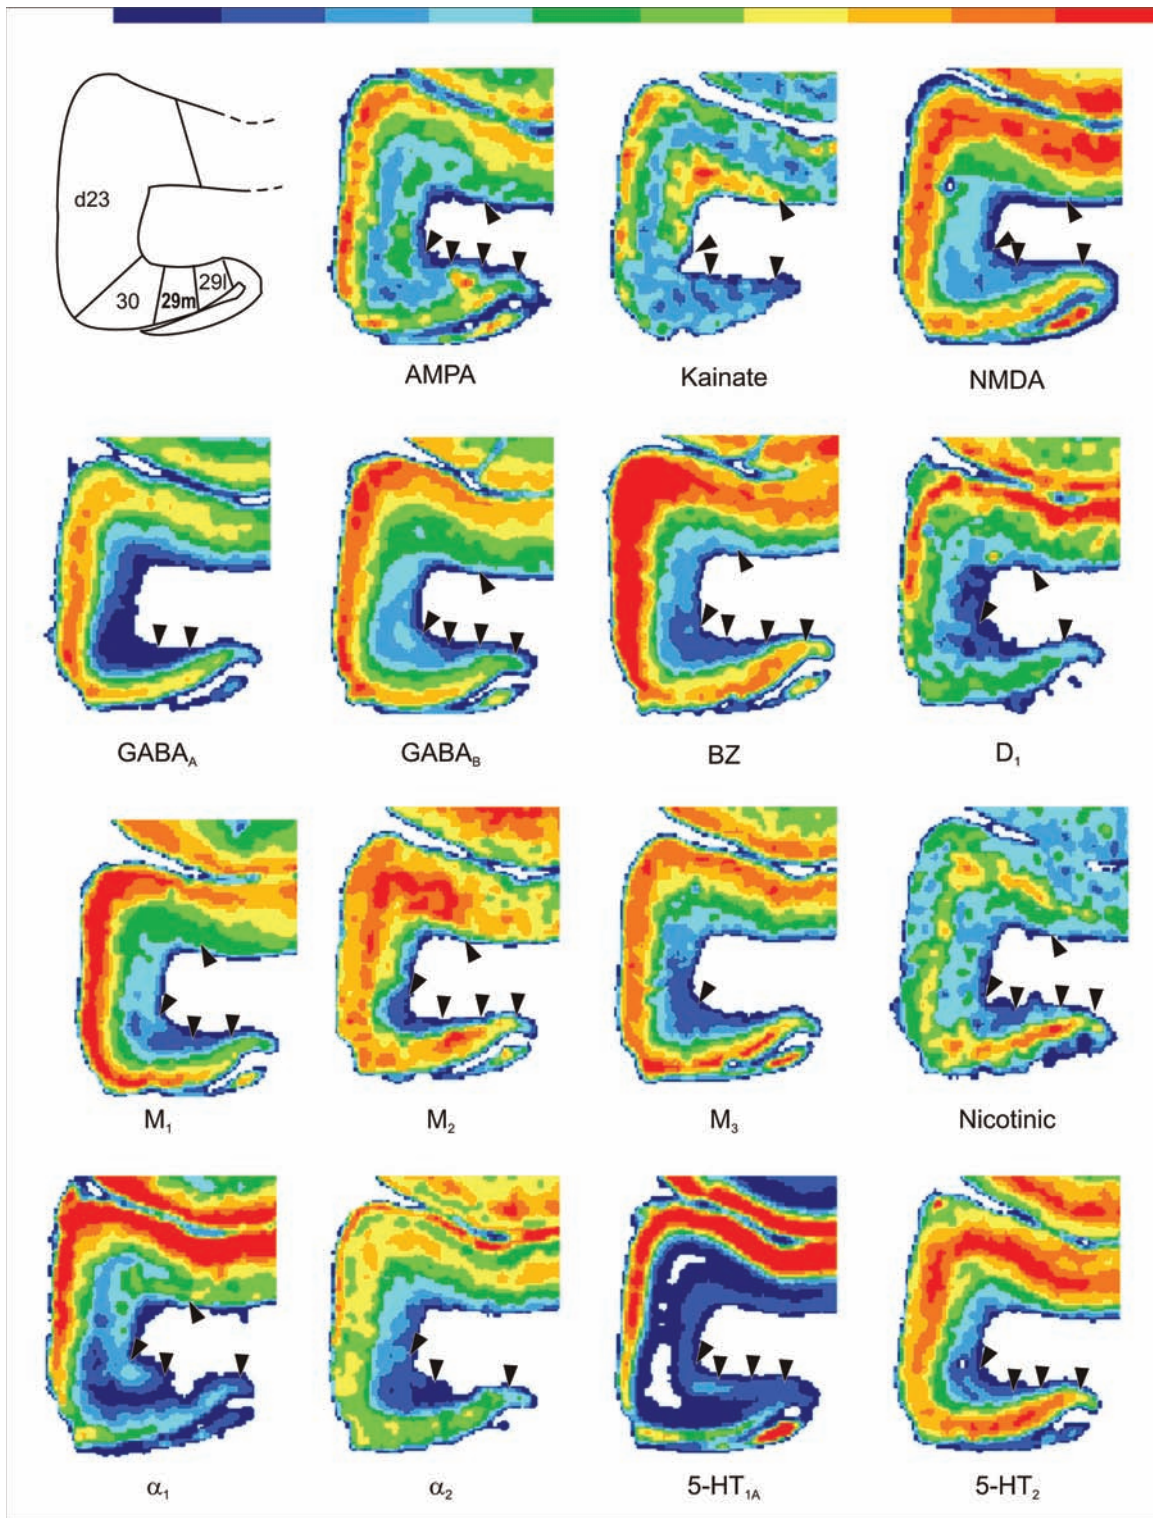 d23
30
29m
29l
AMPA
Kainate
NMDA
GABAA
GABAB
BZ
D1
M1
M2
M3
Nicotinic
α1
α2
5-HT1A
5-HT2